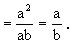 = a²/ab = a/b .